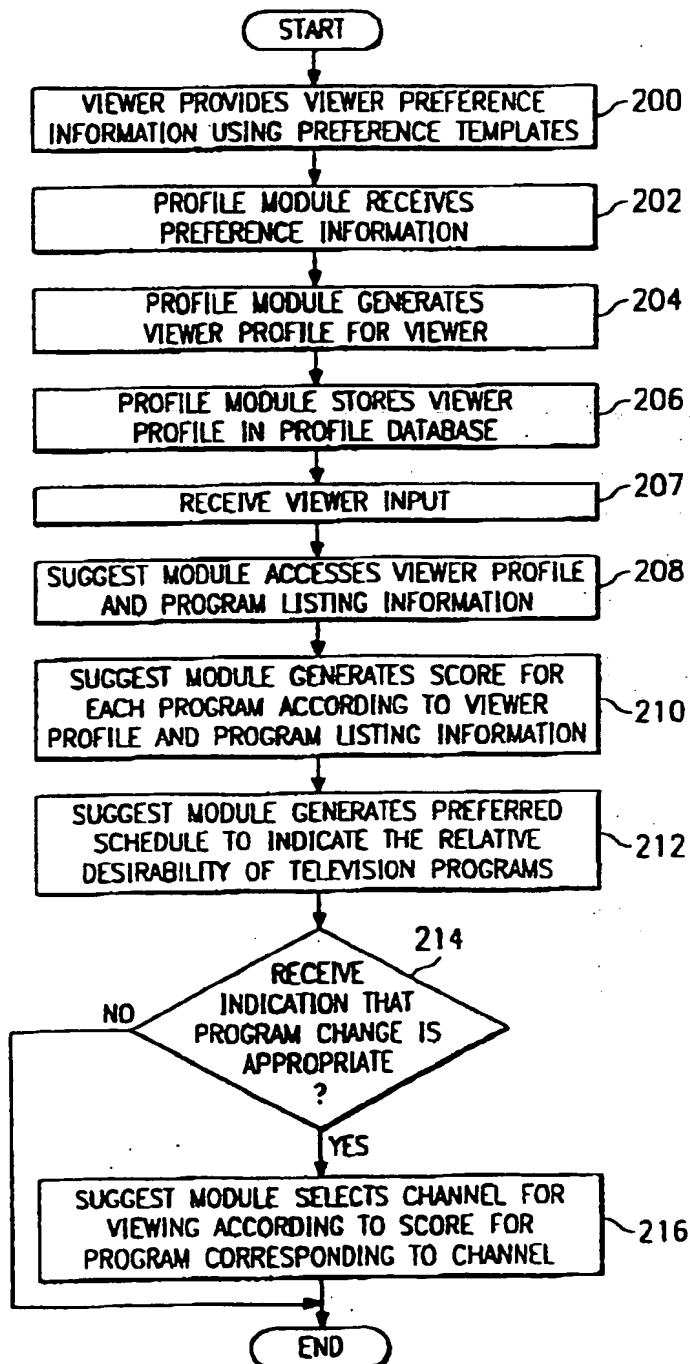 START
VIEWER PROVIDES VIEWER PREFERENCE
INFORMATION USING PREFERENCE TEMPLATES
200
PROFILE MODULE RECEIVES
PREFERENCE INFORMATION
202
PROFILE MODULE GENERATES
VIEWER PROFILE FOR VIEWER
204
PROFILE MODULE STORES VIEWER
PROFILE IN PROFILE DATABASE
206
RECEIVE VIEWER INPUT
207
SUGGEST MODULE ACCESSES VIEWER PROFILE
AND PROGRAM LISTING INFORMATION
208
SUGGEST MODULE GENERATES SCORE FOR
EACH PROGRAM ACCORDING TO VIEWER
PROFILE AND PROGRAM LISTING INFORMATION
210
SUGGEST MODULE GENERATES PREFERRED
SCHEDULE TO INDICATE THE RELATIVE
DESIRABILITY OF TELEVISION PROGRAMS
212
214
RECEIVE
INDICATION THAT
PROGRAM CHANGE IS
APPROPRIATE
?
NO
YES
SUGGEST MODULE SELECTS CHANNEL FOR
VIEWING ACCORDING TO SCORE FOR
PROGRAM CORRESPONDING TO CHANNEL
216
END